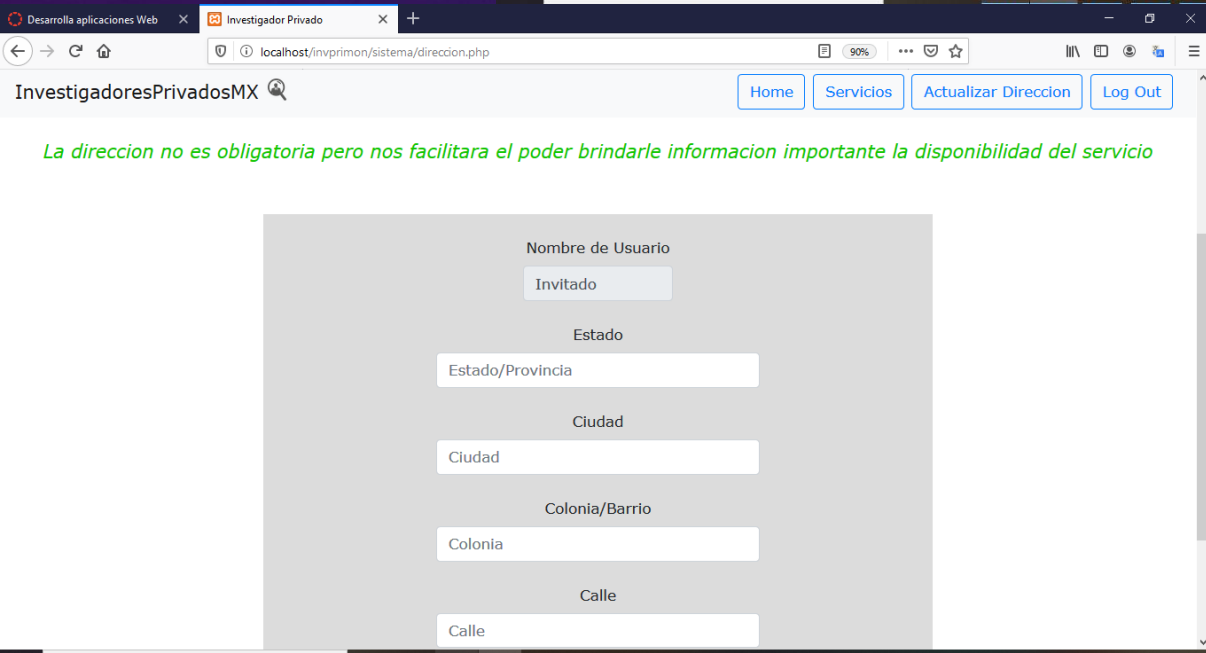 Desarrolla aplicaciones Web
Investigador Privado
localhost/invprimon/sistema/direccion.php
90%
InvestigadoresPrivadosMX
Home
Servicios
Actualizar Direccion
Log Out
La direccion no es obligatoria pero nos facilitara el poder brindarle informacion importante la disponibilidad del servicio
Nombre de Usuario
Invitado
Estado
Estado/Provincia
Ciudad
Ciudad
Colonia/Barrio
Colonia
Calle
Calle